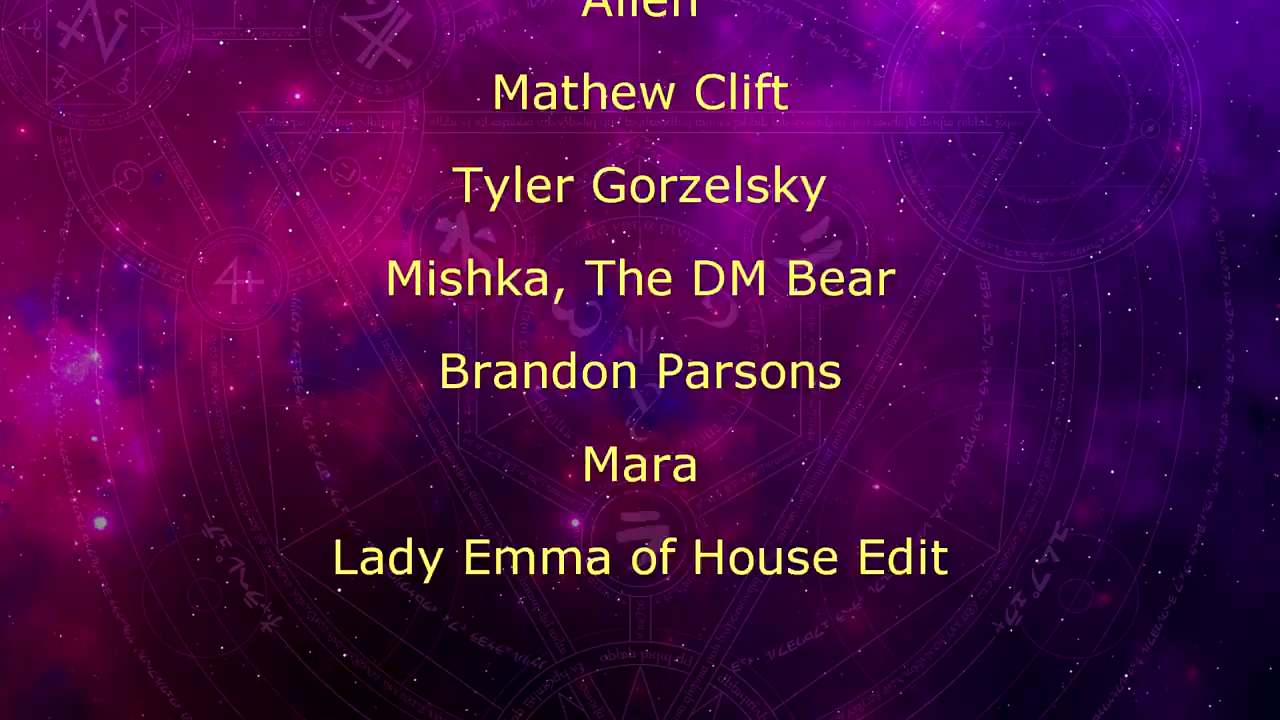 Mathew Clift
Tyler Gorzelsky
Mishka, The DM Bear
Brandon Parsons
Mara
Lady Emma of House Edit